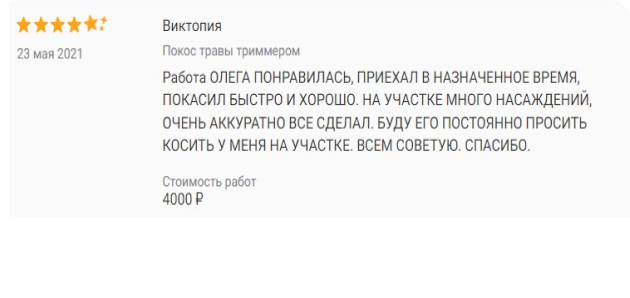 Виктопия
23 мая 2021
Покос травы триммером
Работа ОЛЕГА ПОНРАВИЛАСЬ, ПРИЕХАЛ В НАЗНАЧЕННОЕ ВРЕМЯ,
ПОКАСИЛ БЫСТРО И ХОРОШО. НА УЧАСТКЕ МНОГО НАСАЖДЕНИЙ,
ОЧЕНЬ АККУРАТНО ВСЕ СДЕЛАЛ. БУДУ ЕГО ПОСТОЯННО ПРОСИТЬ
КОСИТЬ У МЕНЯ НА УЧАСТКЕ. ВСЕМ СОВЕТУЮ. СПАСИБО.
Стоимость работ
4000 ₽